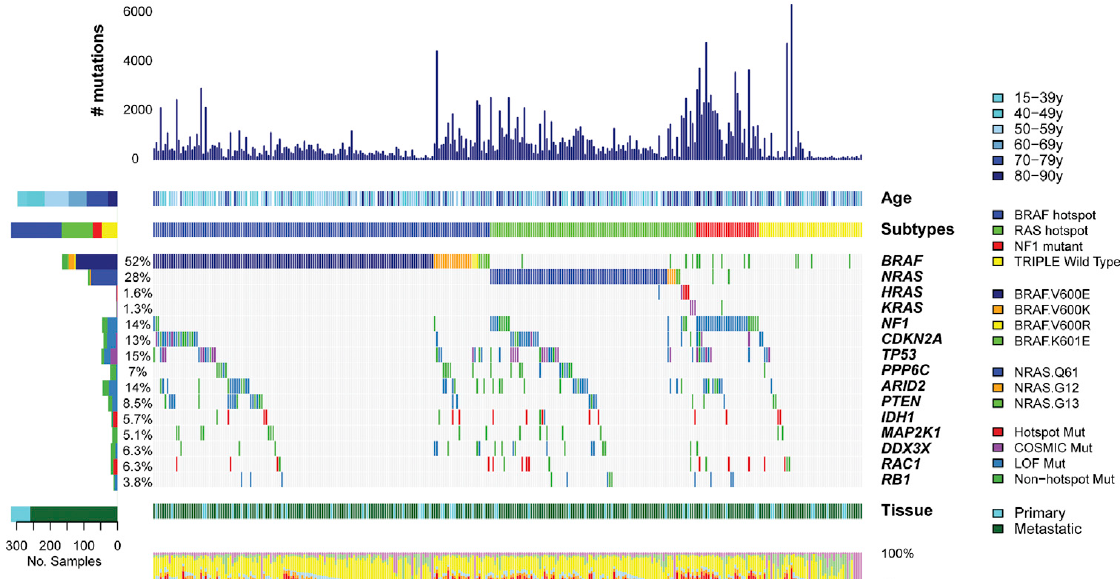 6000
4000
2000
0
# mutations
15−39y
40−49y
50−59y
60−69y
70−79y
80−90y
Age
Subtypes
BRAF hotspot
RAS hotspot
NF1 mutant
TRIPLE Wild Type
52% BRAF
28% NRAS
1.6% HRAS
1.3% KRAS
14% NF1
13% CDKN2A
15% TP53
7% PPP6C
14% ARID2
8.5% PTEN
5.7% IDH1
5.1% MAP2K1
6.3% DDX3X
6.3% RAC1
3.8% RB1
BRAF.V600E
BRAF.V600K
BRAF.V600R
BRAF.K601E
NRAS.Q61
NRAS.G12
NRAS.G13
Hotspot Mut
COSMIC Mut
LOF Mut
Non−hotspot Mut
Tissue
Primary
Metastatic
300 200 100 0
No. Samples
100%